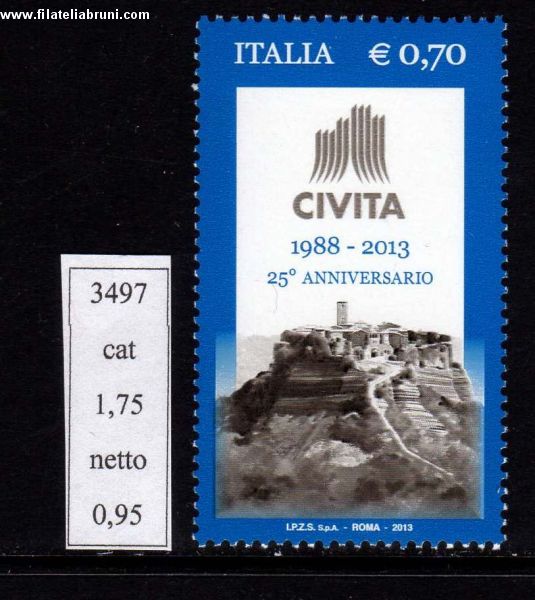 www.filateliabruni.com
ITALIA € 0,70
CIVITA
1988 - 2013
25° ANNIVERSARIO
I.P.Z.S. S.p.A. - ROMA - 2013
3497
cat
1,75
netto
0,95